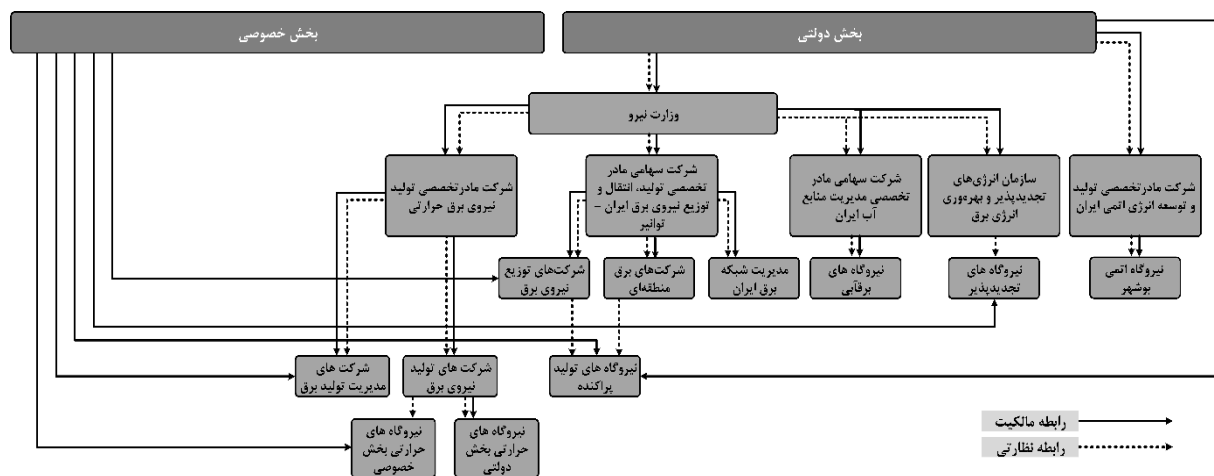 بخش دولتی
بخش خصوصی
وزارت نیرو
شرکت مادرتخصصی تولید
و توسعه انرژی اتمی ایران
سازمان انرژی‌های
تجدیدپذیر و بهره‌وری
انرژی برق
شرکت سهامی مادر
تخصصی مدیریت منابع
آب ایران
شرکت سهامی مادر
تخصصی تولید، انتقال و
توزیع نیروی برق ایران –
توانیر
شرکت مادرتخصصی تولید
نیروی برق حرارتی
نیروگاه اتمی
بوشهر
نیروگاه های
تجدیدپذیر
نیروگاه های
برقآبی
مدیریت شبکه
برق ایران
شرکت‌های برق
منطقه‌ای
شرکت‌های توزیع
نیروی برق
نیروگاه های تولید
پراکنده
شرکت های تولید
نیروی برق
شرکت های
مدیریت تولید برق
نیروگاه های
حرارتی بخش
دولتی
نیروگاه های
حرارتی بخش
خصوصی
رابطه مالکیت
رابطه نظارتی